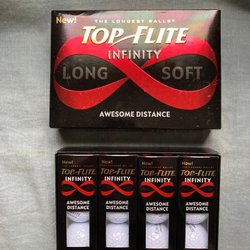 New!
THE LONGEST BALLS®
TOP-FLITE
INFINITY
LONG SOFT
AWESOME DISTANCE
New! New! New! New!
TOP-FLITE TOP-FLITE TOP-FLITE TOP-FLITE
INFINITY INFINITY INFINITY INFINITY
AWESOME AWESOME AWESOME AWESOME
DISTANCE DISTANCE DISTANCE DISTANCE